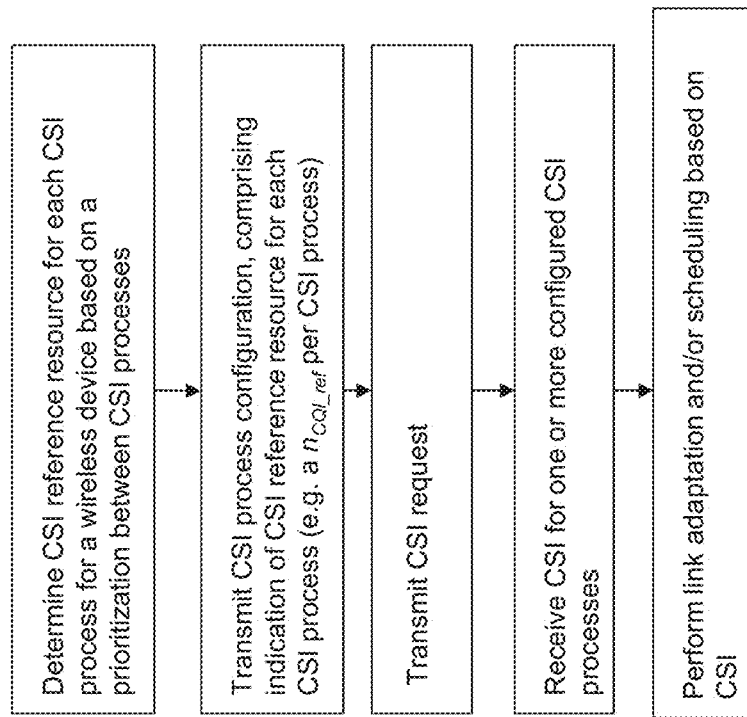 Determine CSI reference resource for each CSI
process for a wireless device based on a
prioritization between CSI processes
Transmit CSI process configuration, comprising
indication of CSI reference resource for each
CSI process (e.g. a n_CQI_ref per CSI process)
Transmit CSI request
Receive CSI for one or more configured CSI
processes
Perform link adaptation and/or scheduling based on
CSI